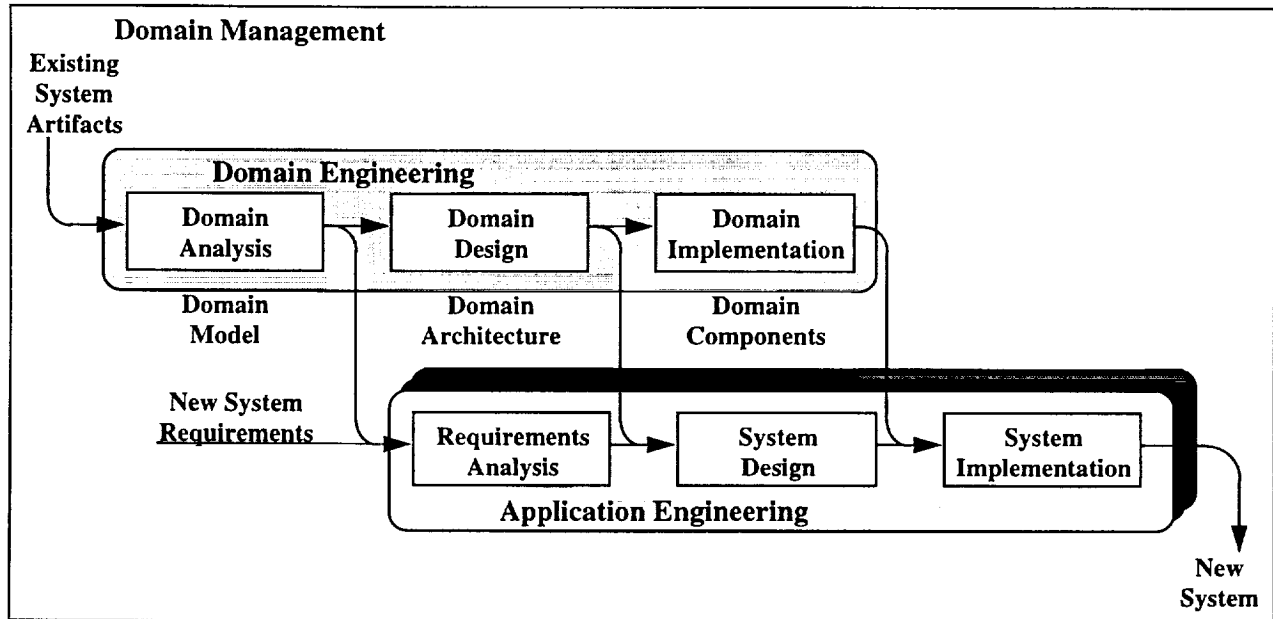 Domain Management
Existing
System
Artifacts
Domain Engineering
Domain
Analysis
Domain
Design
Domain
Implementation
Domain
Model
Domain
Architecture
Domain
Components
New System
Requirements
Requirements
Analysis
System
Design
System
Implementation
Application Engineering
New
System